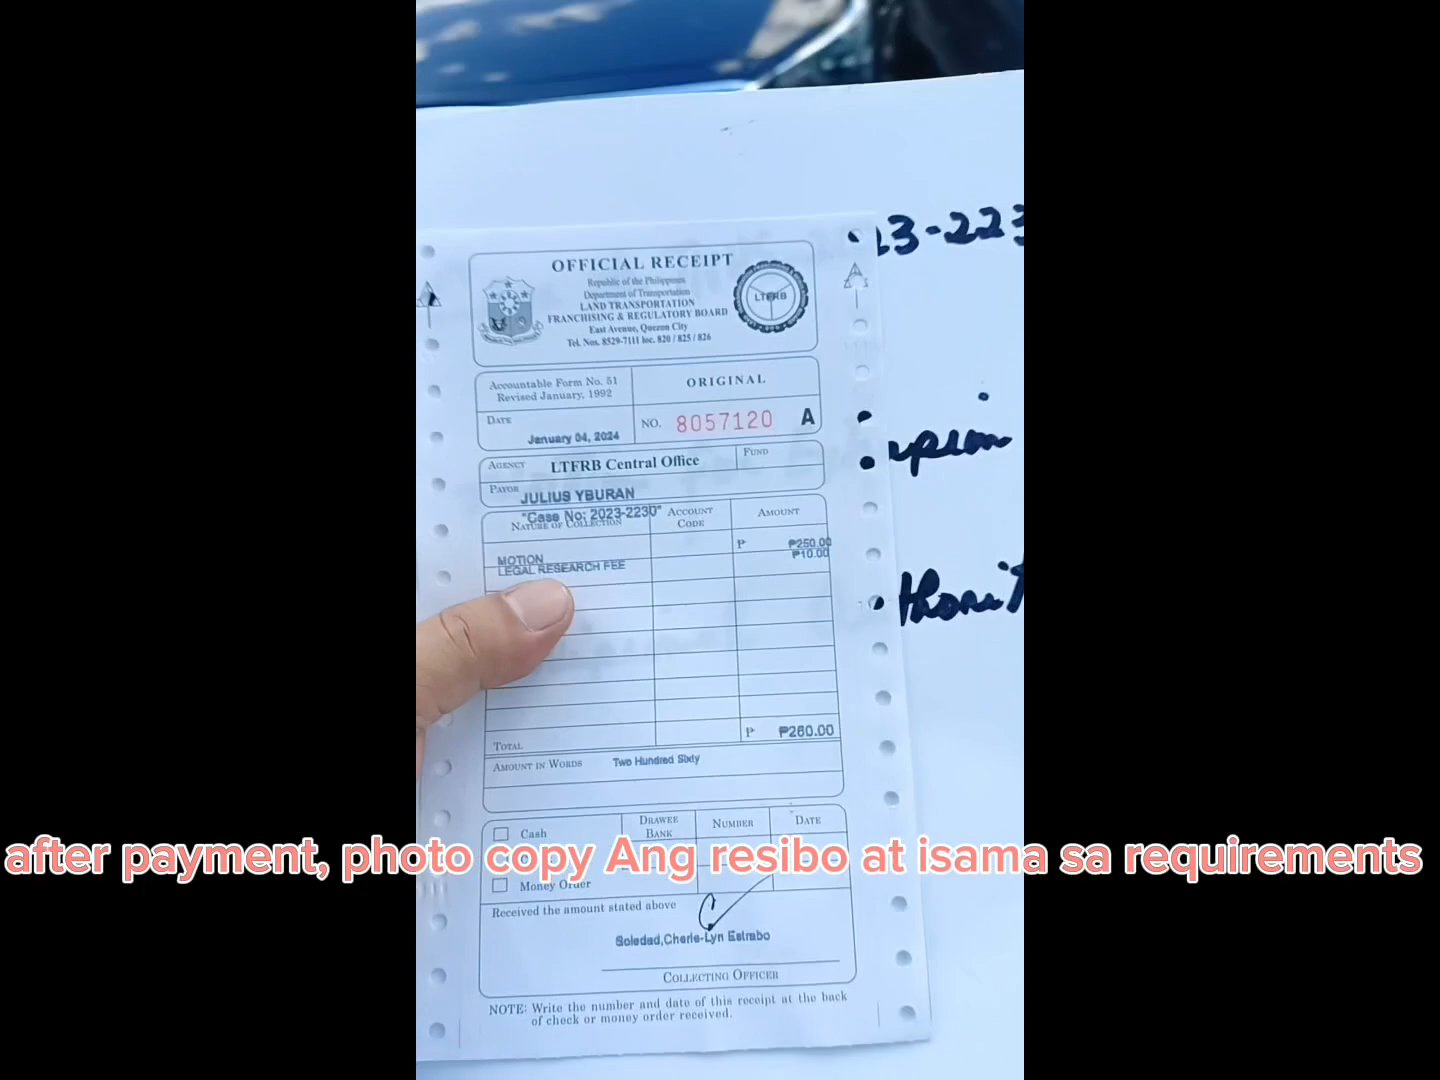 23-223
OFFICIAL RECEIPT
Republic of the Philippines
Department of Transportation
LAND TRANSPORTATION
FRANCHISING & REGULATORY BOARD
East Avenue, Quezon City
Tel. Nos. 8529-7111 loc. 820 / 825 / 826
LTFRB
Accountable Form No. 51
Revised January, 1992
ORIGINAL
DATE
January 04, 2024
NO. 8057120 A
AGENCY LTFRB Central Office
FUND
PAYOR JULIUS YBURAN
"Case No: 2023-2230"
NATURE OF COLLECTION
ACCOUNT CODE
AMOUNT
MOTION P ₱250.00
LEGAL RESEARCH FEE ₱10.00
TOTAL P ₱260.00
AMOUNT IN WORDS Two Hundred Sixty
Cash
DRAWEE BANK
NUMBER
DATE
after payment, photo copy Ang resibo at isama sa requirements
Money Order
Received the amount stated above
Soledad,Cherie-Lyn Estrabo
COLLECTING OFFICER
NOTE: Write the number and date of this receipt at the back
of check or money order received.